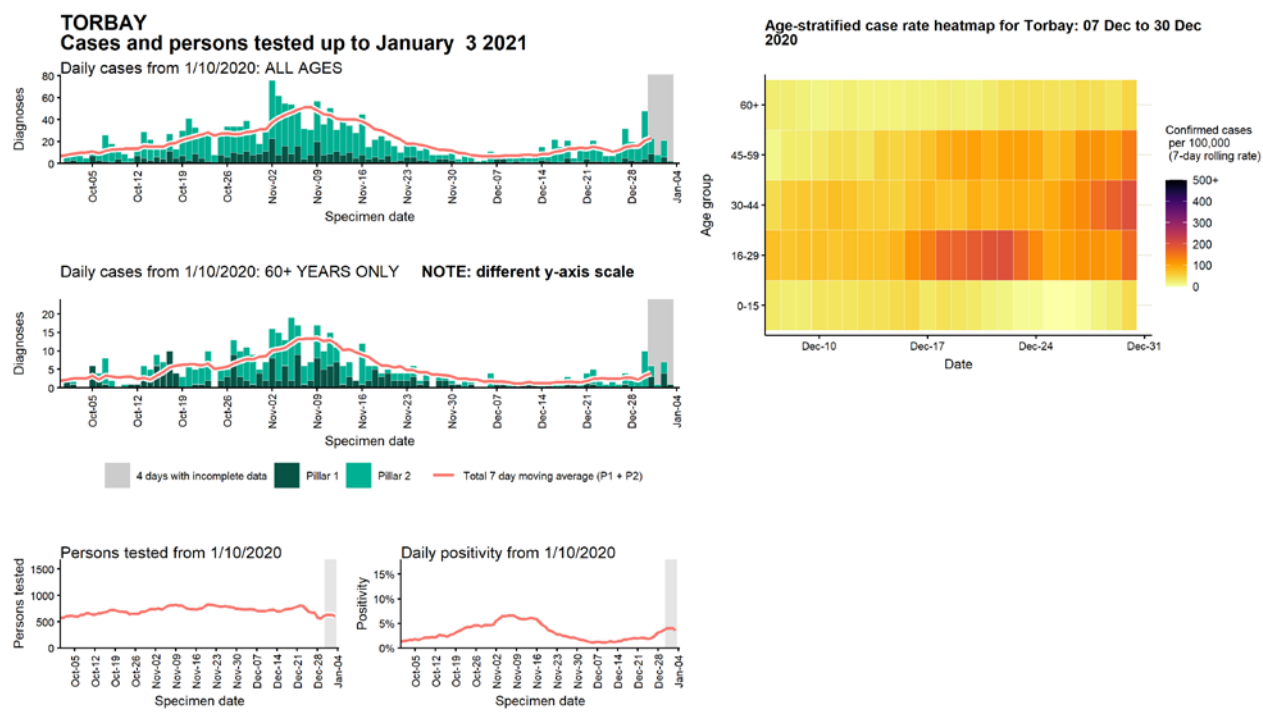 TORBAY
Cases and persons tested up to January 3 2021
Daily cases from 1/10/2020: ALL AGES
Diagnoses
80
60
40
20
0
Oct-05
Oct-12
Oct-19
Oct-26
Nov-02
Nov-09
Nov-16
Nov-23
Nov-30
Dec-07
Dec-14
Dec-21
Dec-28
Jan-04
Specimen date
Daily cases from 1/10/2020: 60+ YEARS ONLY NOTE: different y-axis scale
Diagnoses
20
15
10
5
0
Oct-05
Oct-12
Oct-19
Oct-26
Nov-02
Nov-09
Nov-16
Nov-23
Nov-30
Dec-07
Dec-14
Dec-21
Dec-28
Jan-04
Specimen date
4 days with incomplete data Pillar 1 Pillar 2 Total 7 day moving average (P1 + P2)
Persons tested from 1/10/2020
Persons tested
1500
1000
500
0
Oct-05
Oct-12
Oct-19
Oct-26
Nov-02
Nov-09
Nov-16
Nov-23
Nov-30
Dec-07
Dec-14
Dec-21
Dec-28
Jan-04
Specimen date
Daily positivity from 1/10/2020
Positivity
15%
10%
5%
0%
Oct-05
Oct-12
Oct-19
Oct-26
Nov-02
Nov-09
Nov-16
Nov-23
Nov-30
Dec-07
Dec-14
Dec-21
Dec-28
Jan-04
Specimen date
Age-stratified case rate heatmap for Torbay: 07 Dec to 30 Dec
2020
Age group
60+
45-59
30-44
16-29
0-15
Dec-10 Dec-17 Dec-24 Dec-31
Date
Confirmed cases
per 100,000
(7-day rolling rate)
500+
400
300
200
100
0